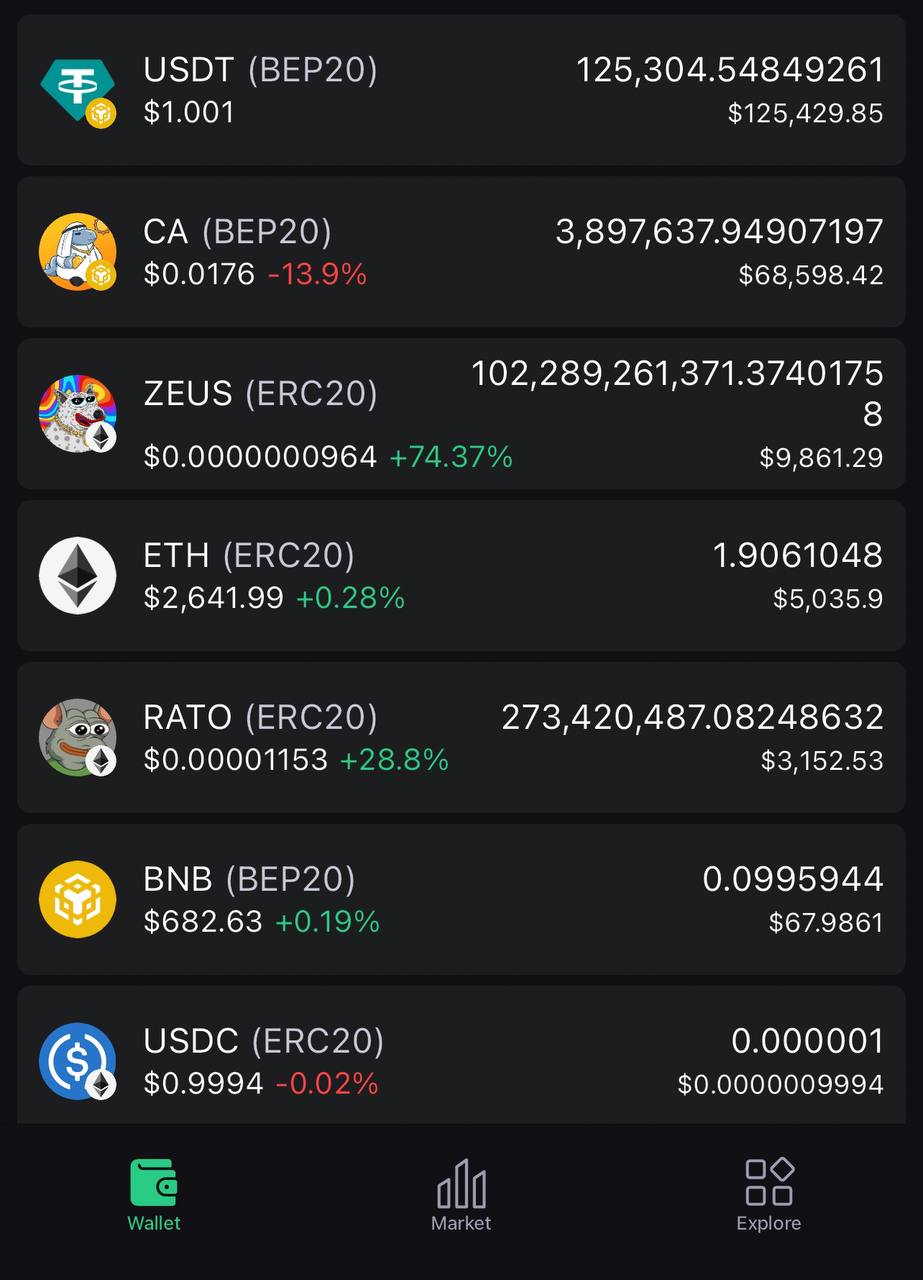 USDT (BEP20) 125,304.54849261
$1.001 $125,429.85
CA (BEP20) 3,897,637.94907197
$0.0176 -13.9% $68,598.42
ZEUS (ERC20) 102,289,261,371.3740175
8
$0.0000000964 +74.37% $9,861.29
ETH (ERC20) 1.9061048
$2,641.99 +0.28% $5,035.9
RATO (ERC20) 273,420,487.08248632
$0.00001153 +28.8% $3,152.53
BNB (BEP20) 0.0995944
$682.63 +0.19% $67.9861
USDC (ERC20) 0.000001
$0.9994 -0.02% $0.0000009994
Wallet Market Explore